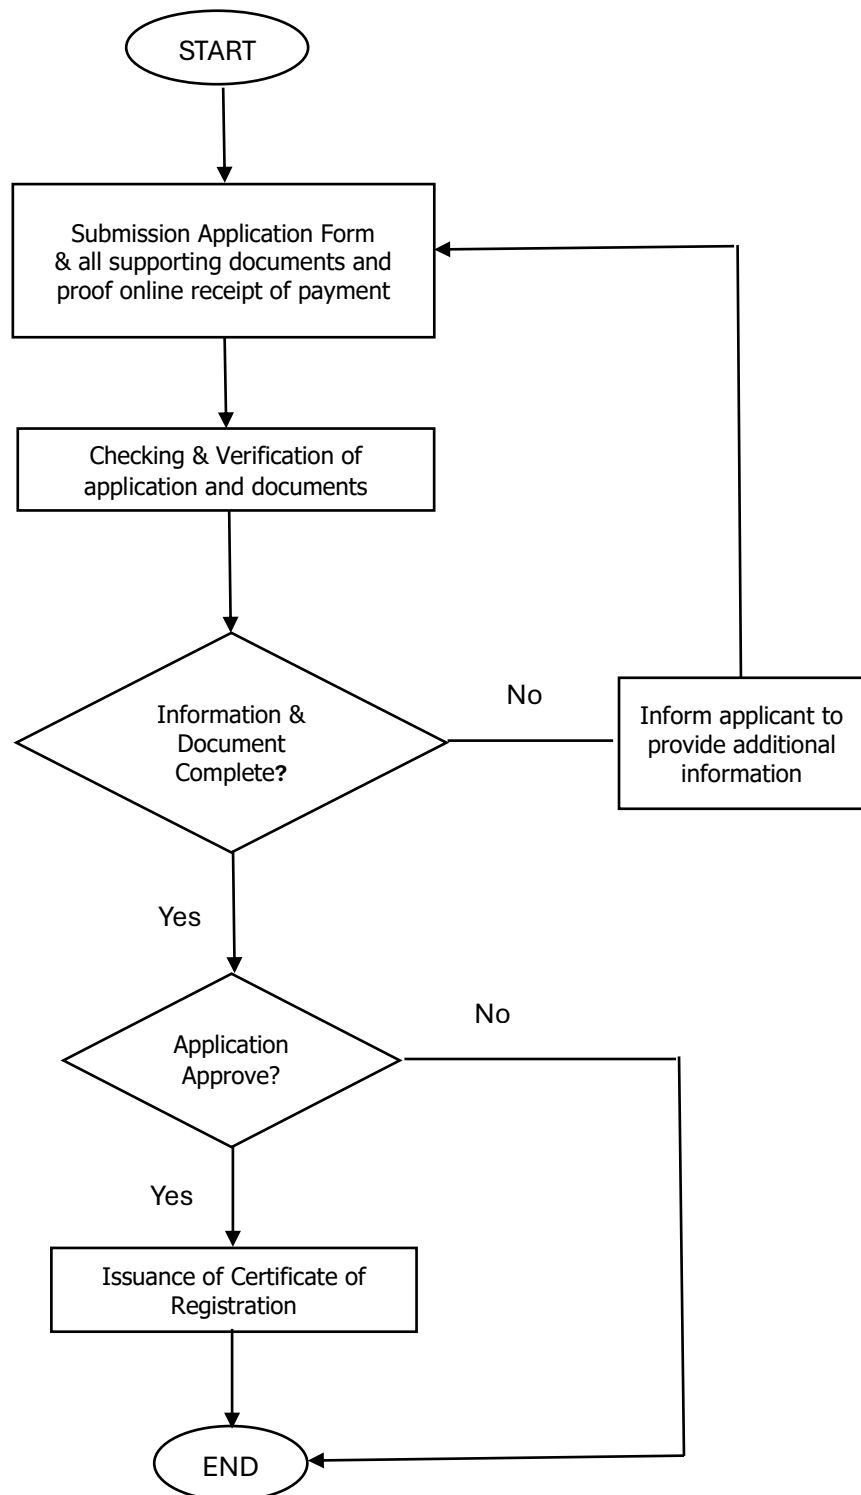 START
Submission Application Form
& all supporting documents and
proof online receipt of payment
Checking & Verification of
application and documents
Information &
Document
Complete?
No
Inform applicant to
provide additional
information
Yes
Application
Approve?
No
Yes
Issuance of Certificate of
Registration
END